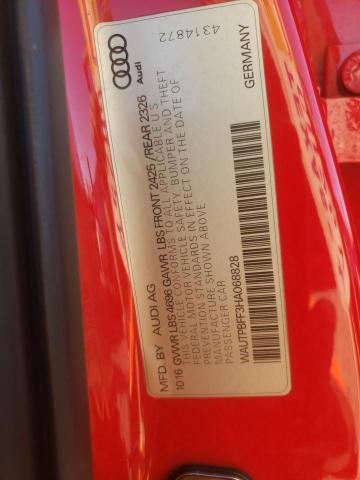 Audi
4314872
MFD. BY AUDI AG
10 16 GVWR LBS 4696 GAWR LBS FRONT 2425 / REAR 2326
THIS VEHICLE CONFORMS TO ALL APPLICABLE U.S.
FEDERAL MOTOR VEHICLE SAFETY, BUMPER AND THEFT
PREVENTION STANDARDS IN EFFECT ON THE DATE OF
MANUFACTURE SHOWN ABOVE
PASSENGER CAR
WAUTPBFF3HA068828
GERMANY